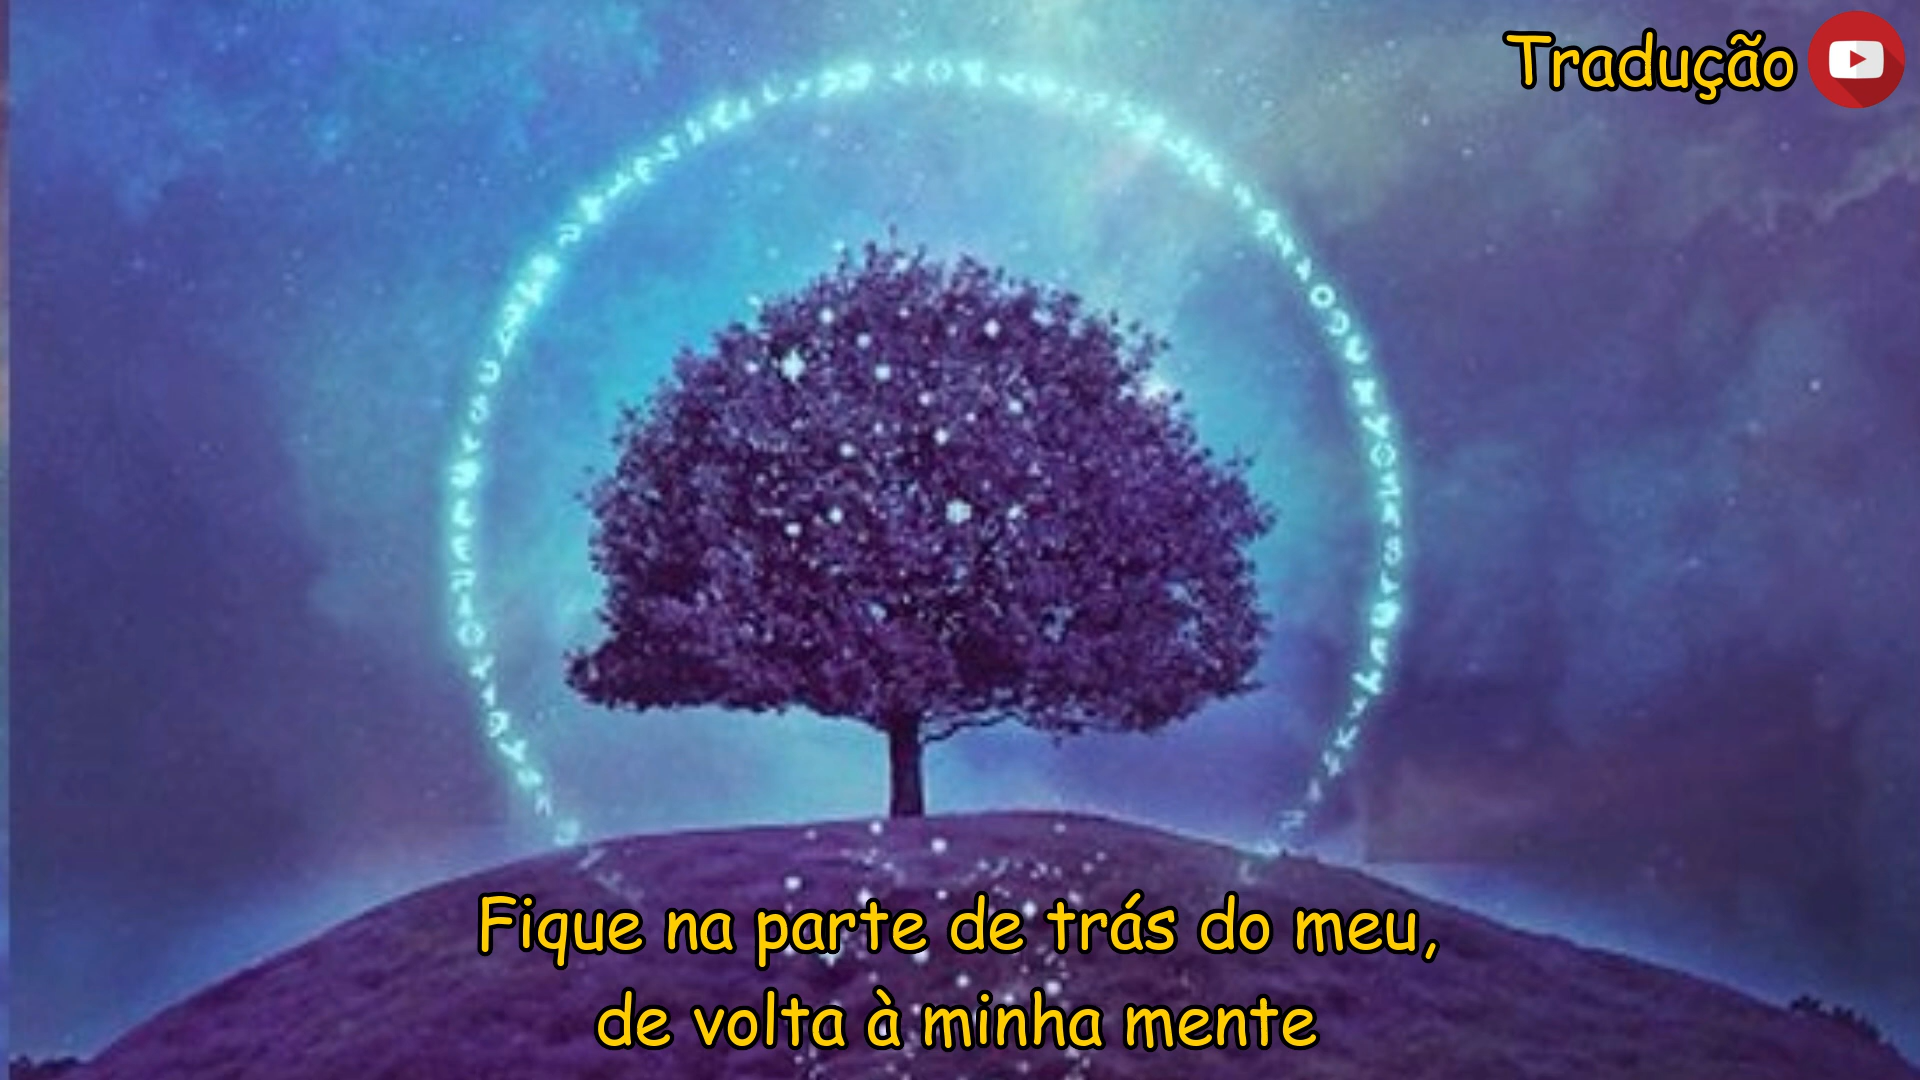 Tradução
Fique na parte de trás do meu,
de volta à minha mente